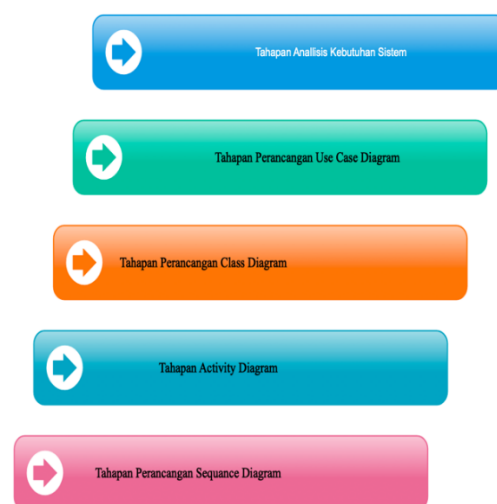 Tahapan Anallisis Kebutuhan Sistem
Tahapan Perancangan Use Case Diagram
Tahapan Perancangan Class Diagram
Tahapan Activity Diagram
Tahapan Perancangan Sequance Diagram